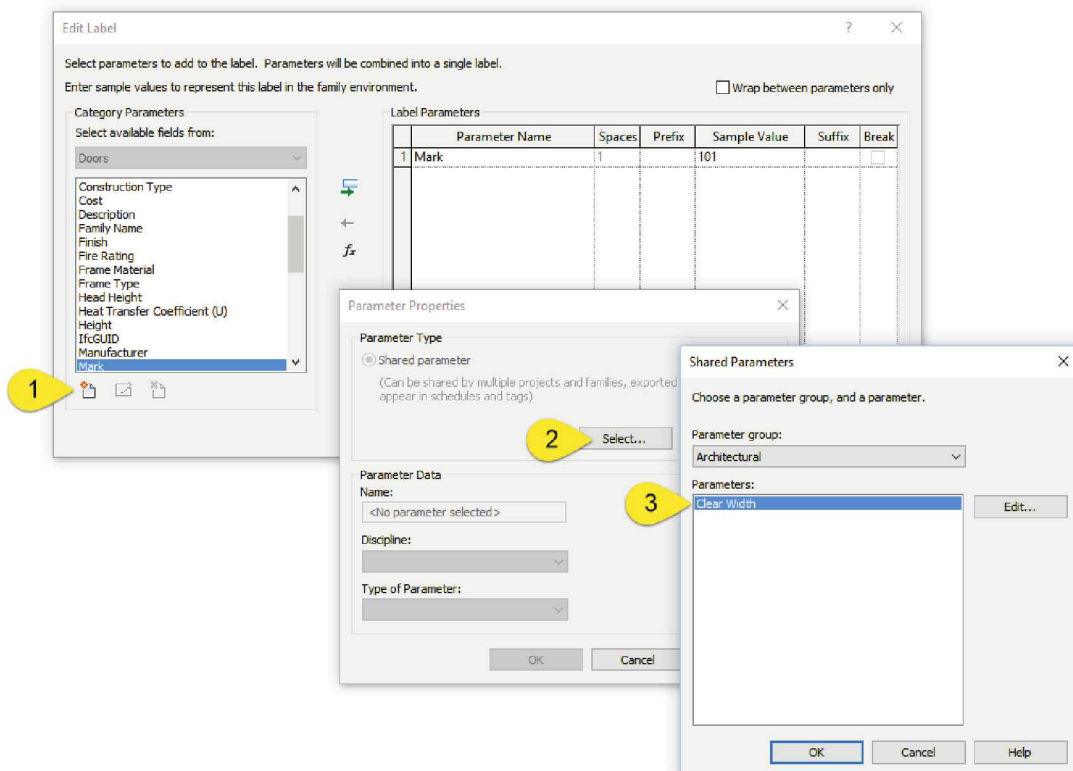 Edit Label
?
Select parameters to add to the label. Parameters will be combined into a single label.
Enter sample values to represent this label in the family environment.
Wrap between parameters only
Category Parameters
Select available fields from:
Doors
Construction Type
Cost
Description
Family Name
Finish
Fire Rating
Frame Material
Frame Type
Head Height
Heat Transfer Coefficient (U)
Height
IfcGUID
Manufacturer
Mark
fx
Label Parameters
Parameter Name Spaces Prefix Sample Value Suffix Break
1 Mark 1 101
1
Parameter Properties
Parameter Type
Shared parameter
(Can be shared by multiple projects and families, exported
appear in schedules and tags)
2
Select...
Parameter Data
Name:
<No parameter selected>
Discipline:
Type of Parameter:
OK Cancel
Shared Parameters
Choose a parameter group, and a parameter.
Parameter group:
Architectural
Parameters:
3
Clear Width
Edit...
OK Cancel Help